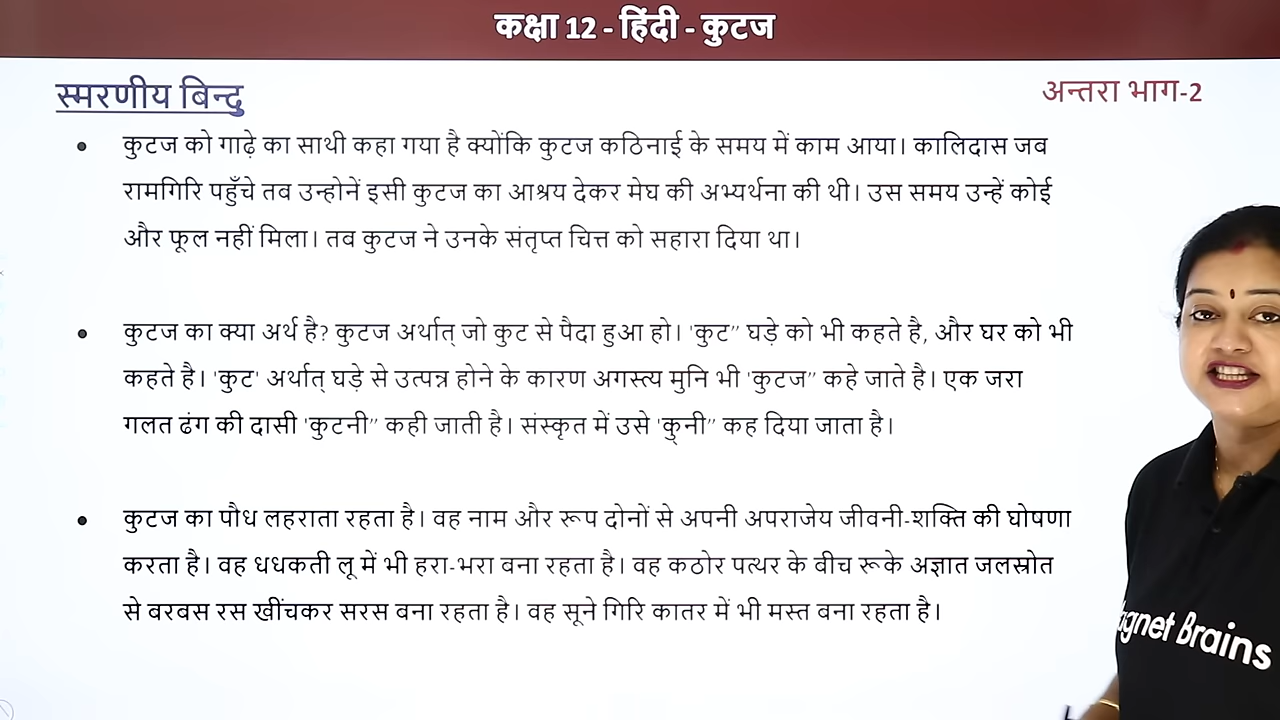 कक्षा 12 - हिंदी - कुटज
स्मरणीय बिन्दु
अन्तरा भाग-2
• कुटज को गाढ़े का साथी कहा गया है क्योंकि कुटज कठिनाई के समय में काम आया। कालिदास जब
रामगिरि पहुँचे तब उन्होनें इसी कुटज का आश्रय देकर मेघ की अभ्यर्थना की थी। उस समय उन्हें कोई
और फूल नहीं मिला। तब कुटज ने उनके संतृप्त चित्त को सहारा दिया था।
• कुटज का क्या अर्थ है? कुटज अर्थात् जो कुट से पैदा हुआ हो। 'कुट” घड़े को भी कहते है, और घर को भी
कहते है। 'कुट' अर्थात् घड़े से उत्पन्न होने के कारण अगस्त्य मुनि भी 'कुटज” कहे जाते है। एक जरा
गलत ढंग की दासी 'कुटनी” कही जाती है। संस्कृत में उसे 'कुनी” कह दिया जाता है।
• कुटज का पौध लहराता रहता है। वह नाम और रूप दोनों से अपनी अपराजेय जीवनी-शक्ति की घोषणा
करता है। वह धधकती लू में भी हरा-भरा वना रहता है। वह कठोर पत्थर के बीच रूके अज्ञात जलस्रोत
से वरवस रस खींचकर सरस वना रहता है। वह सूने गिरि कातर में भी मस्त बना रहता है।
agnet Brains